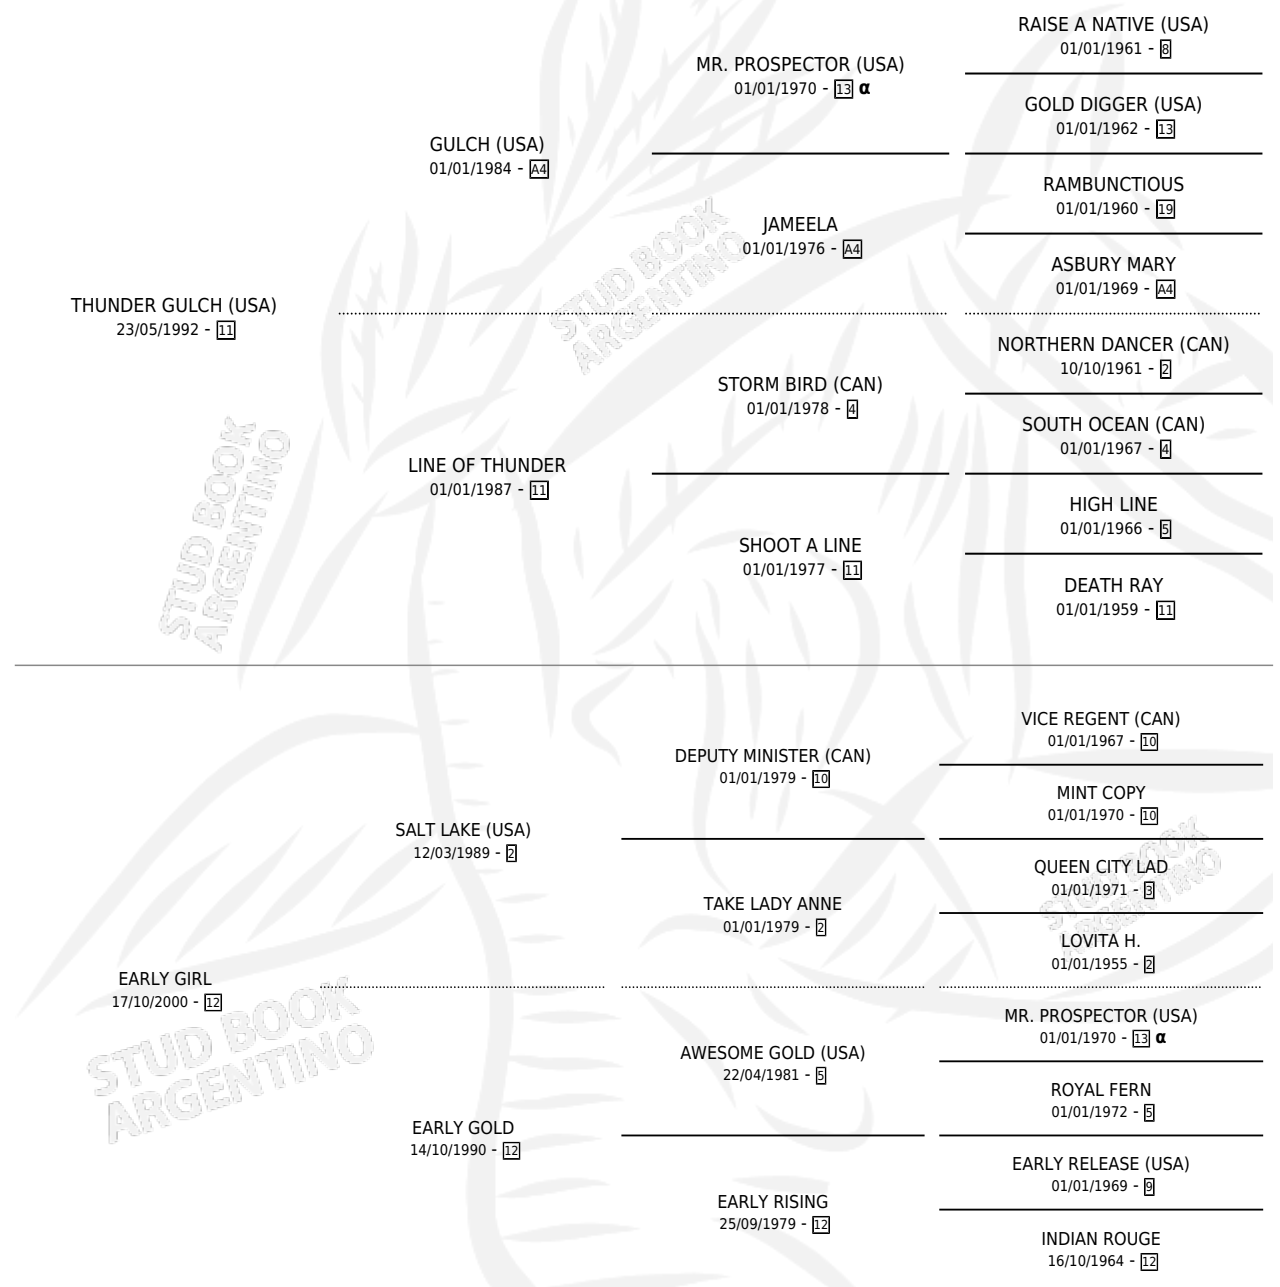 RAISE A NATIVE (USA)
01/01/1961 - 8
MR. PROSPECTOR (USA)
01/01/1970 - 13 α
GOLD DIGGER (USA)
01/01/1962 - 13
GULCH (USA)
01/01/1984 - A4
RAMBUNCTIOUS
01/01/1960 - 19
JAMEELA
01/01/1976 - A4
ASBURY MARY
01/01/1969 - A4
THUNDER GULCH (USA)
23/05/1992 - 11
NORTHERN DANCER (CAN)
10/10/1961 - 2
STORM BIRD (CAN)
01/01/1978 - 4
SOUTH OCEAN (CAN)
01/01/1967 - 4
LINE OF THUNDER
01/01/1987 - 11
HIGH LINE
01/01/1966 - 5
SHOOT A LINE
01/01/1977 - 11
DEATH RAY
01/01/1959 - 11
VICE REGENT (CAN)
01/01/1967 - 10
DEPUTY MINISTER (CAN)
01/01/1979 - 10
MINT COPY
01/01/1970 - 10
SALT LAKE (USA)
12/03/1989 - 2
QUEEN CITY LAD
01/01/1971 - 3
TAKE LADY ANNE
01/01/1979 - 2
LOVITA H.
01/01/1955 - 2
EARLY GIRL
17/10/2000 - 12
MR. PROSPECTOR (USA)
01/01/1970 - 13 α
AWESOME GOLD (USA)
22/04/1981 - 5
ROYAL FERN
01/01/1972 - 5
EARLY GOLD
14/10/1990 - 12
EARLY RELEASE (USA)
01/01/1969 - 9
EARLY RISING
25/09/1979 - 12
INDIAN ROUGE
16/10/1964 - 12
STUD BOOK
ARGENTINO
STUD BOOK
ARGENTINO
STUD BOOK
ARGENTINO
STUD BOOK
ARGENTINO